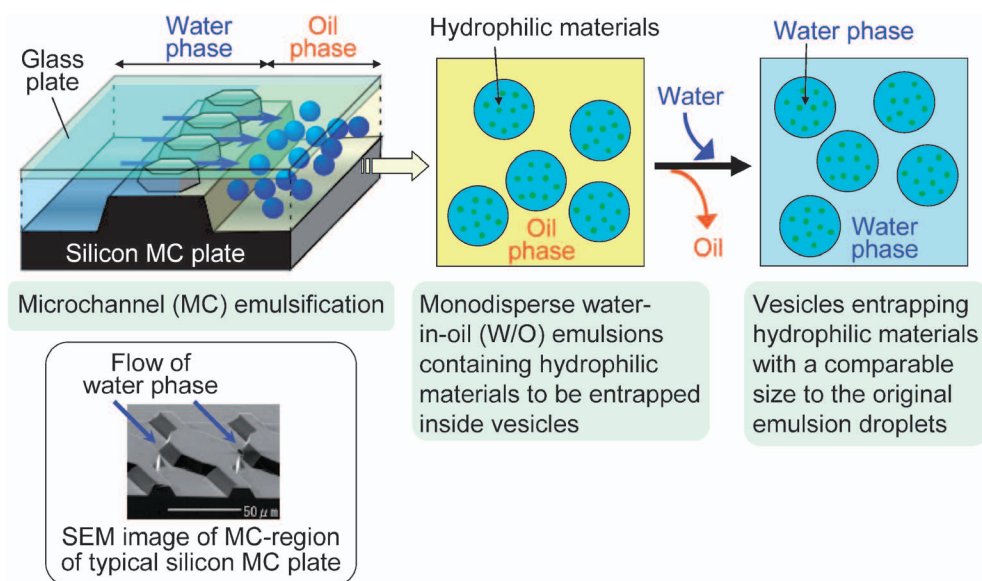 Water
phase
Oil
phase
Glass
plate
Silicon MC plate
Microchannel (MC) emulsification
Flow of
water phase
50 μm
SEM image of MC-region
of typical silicon MC plate
Hydrophilic materials
Oil
phase
Monodisperse water-
in-oil (W/O) emulsions
containing hydrophilic
materials to be entrapped
inside vesicles
Water
Oil
Water phase
Water
phase
Vesicles entrapping
hydrophilic materials
with a comparable
size to the original
emulsion droplets